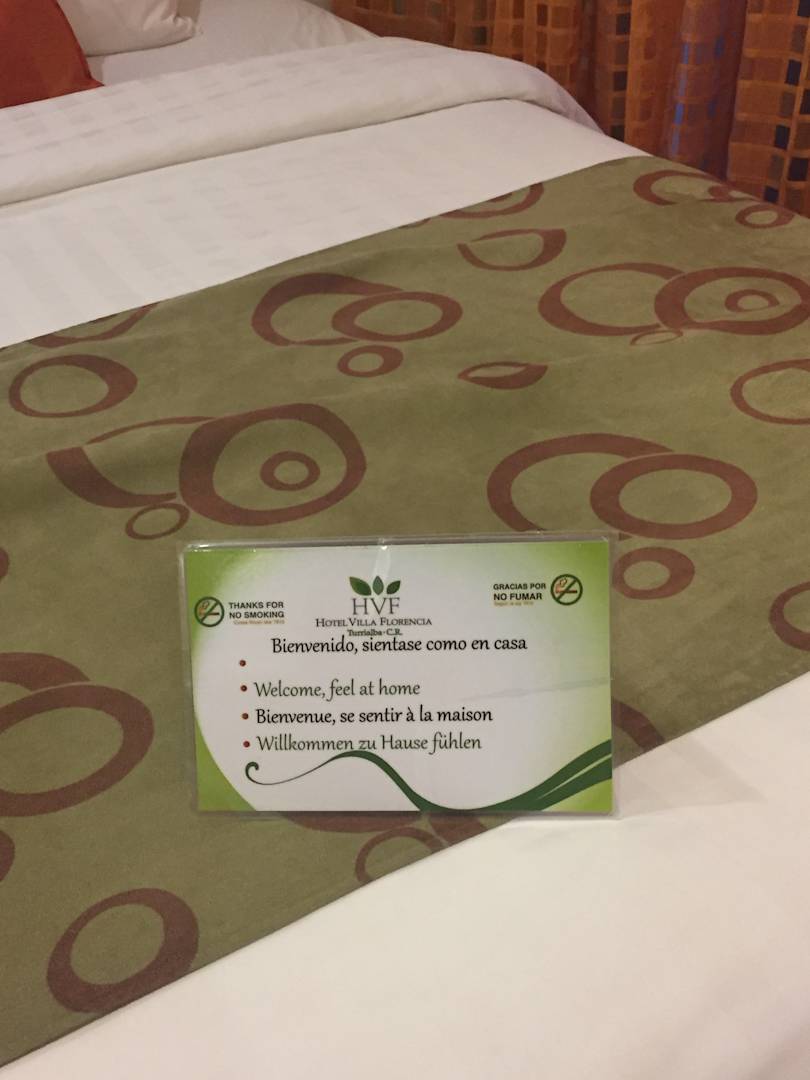 THANKS FOR
NO SMOKING
HVF
HOTEL VILLA FLORENCIA
Turrialba - C.R.
GRACIAS POR
NO FUMAR
Bienvenido, sientase como en casa
Welcome, feel at home
Bienvenue, se sentir à la maison
Willkommen zu Hause fühlen